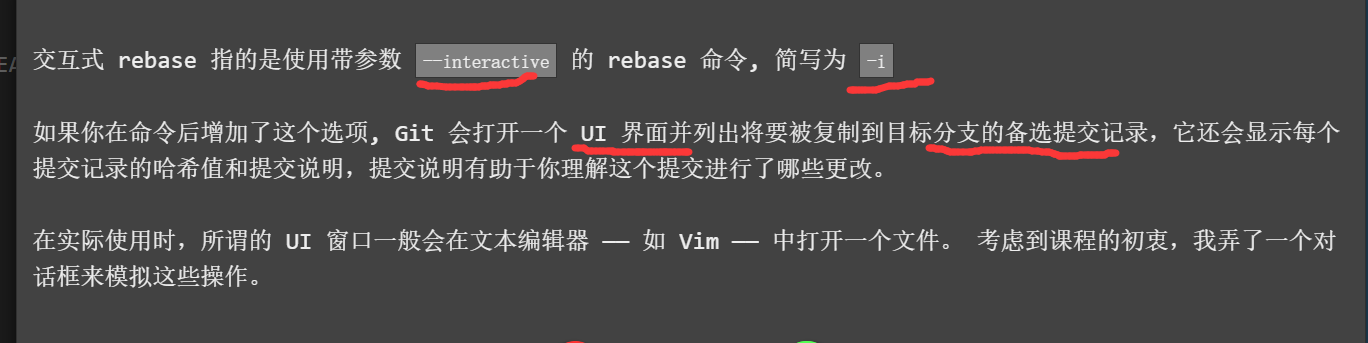 交互式 rebase 指的是使用带参数 --interactive 的 rebase 命令, 简写为 -i
如果你在命令后增加了这个选项, Git 会打开一个 UI 界面并列出将要被复制到目标分支的备选提交记录，它还会显示每个
提交记录的哈希值和提交说明，提交说明有助于你理解这个提交进行了哪些更改。
在实际使用时，所谓的 UI 窗口一般会在文本编辑器 —— 如 Vim —— 中打开一个文件。 考虑到课程的初衷，我弄了一个对
话框来模拟这些操作。